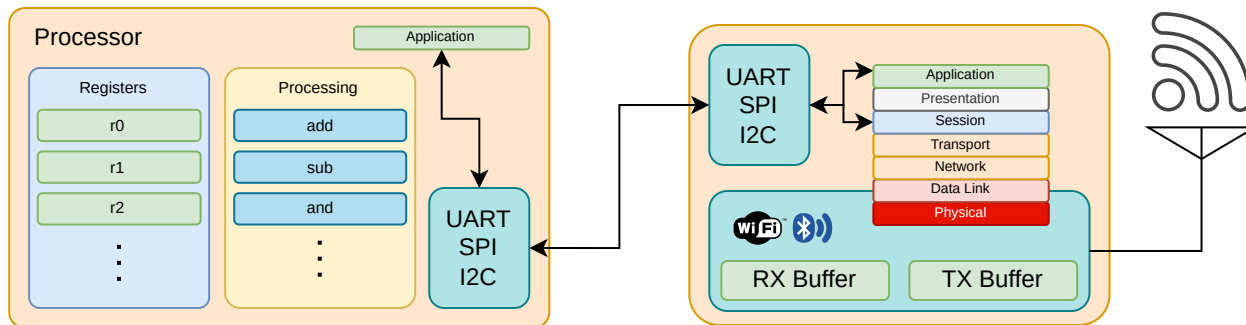 Processor
Application
Registers
r0
r1
r2
Processing
add
sub
and
UART
SPI
I2C
UART
SPI
I2C
Application
Presentation
Session
Transport
Network
Data Link
Physical
WiFi™
RX Buffer
TX Buffer